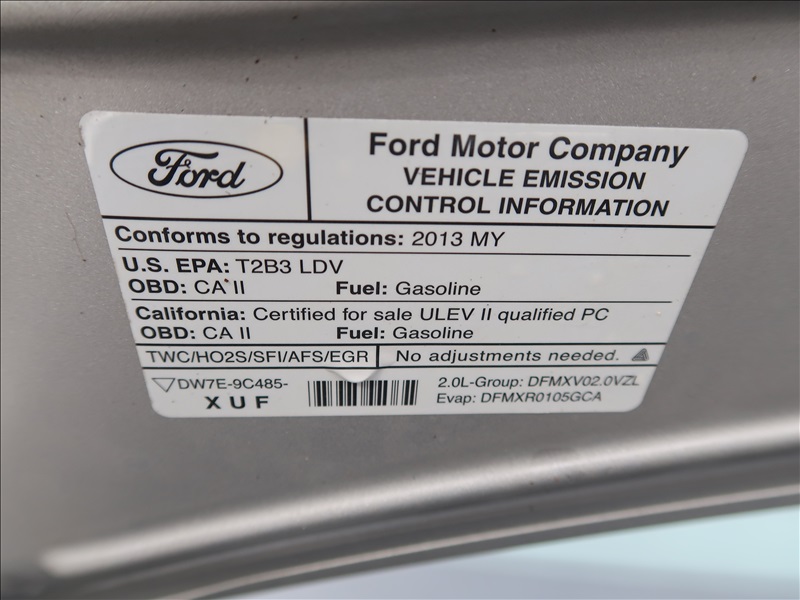 Ford
Ford Motor Company
VEHICLE EMISSION
CONTROL INFORMATION
Conforms to regulations: 2013 MY
U.S. EPA: T2B3 LDV
OBD: CA II Fuel: Gasoline
California: Certified for sale ULEV II qualified PC
OBD: CA II Fuel: Gasoline
TWC/HO2S/SFI/AFS/EGR No adjustments needed.
DW7E-9C485-
X U F
2.0L-Group: DFMXV02.0VZL
Evap: DFMXR0105GCA